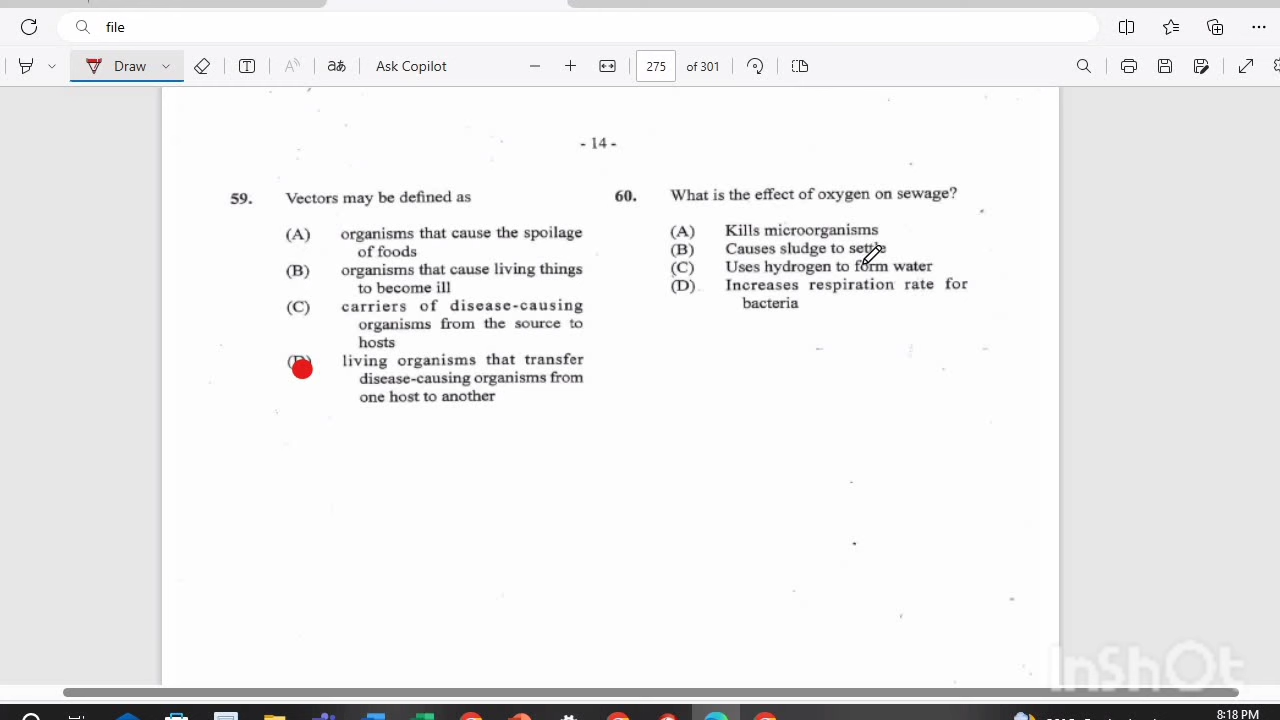 file
Draw
Ask Copilot
275 of 301
- 14 -
59. Vectors may be defined as
(A) organisms that cause the spoilage
of foods
(B) organisms that cause living things
to become ill
(C) carriers of disease-causing
organisms from the source to
hosts
living organisms that transfer
disease-causing organisms from
one host to another
60. What is the effect of oxygen on sewage?
(A) Kills microorganisms
(B) Causes sludge to settle
(C) Uses hydrogen to form water
(D) Increases respiration rate for
bacteria
InShOt
8:18 PM